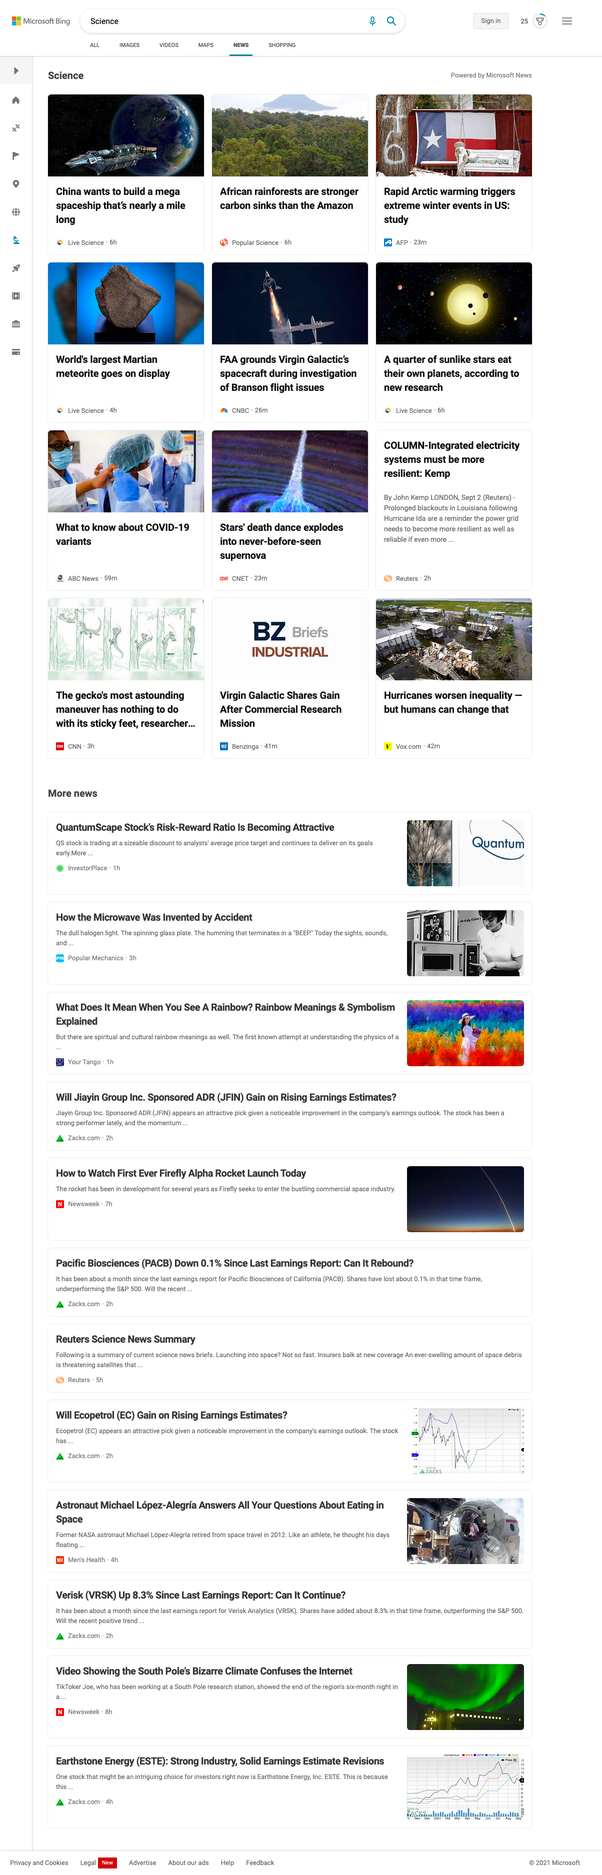 Microsoft Bing
Science
Sign in
25
ALL IMAGES VIDEOS MAPS NEWS SHOPPING
Science
Powered by Microsoft News
China wants to build a mega
spaceship that's nearly a mile
long
Live Science · 6h
African rainforests are stronger
carbon sinks than the Amazon
Popular Science · 6h
Rapid Arctic warming triggers
extreme winter events in US:
study
AFP · 23m
World's largest Martian
meteorite goes on display
Live Science · 4h
FAA grounds Virgin Galactic's
spacecraft during investigation
of Branson flight issues
CNBC · 26m
A quarter of sunlike stars eat
their own planets, according to
new research
Live Science · 6h
What to know about COVID-19
variants
ABC News · 59m
Stars' death dance explodes
into never-before-seen
supernova
CNET · 23m
COLUMN-Integrated electricity
systems must be more
resilient: Kemp
By John Kemp LONDON, Sept 2 (Reuters) -
Prolonged blackouts in Louisiana following
Hurricane Ida are a reminder the power grid
needs to become more resilient as well as
reliable if even more ...
Reuters · 2h
The gecko's most astounding
maneuver has nothing to do
with its sticky feet, researcher...
CNN · 3h
BZ Briefs
INDUSTRIAL
Virgin Galactic Shares Gain
After Commercial Research
Mission
Benzinga · 41m
Hurricanes worsen inequality —
but humans can change that
Vox.com · 42m
More news
QuantumScape Stock's Risk-Reward Ratio Is Becoming Attractive
QS stock is trading at a sizeable discount to analysts' average price target and continues to deliver on its goals
early.More ...
InvestorPlace · 1h
Quantum
How the Microwave Was Invented by Accident
The dull halogen light. The spinning glass plate. The humming that terminates in a "BEEP." Today the sights, sounds,
and ...
Popular Mechanics · 3h
What Does It Mean When You See A Rainbow? Rainbow Meanings & Symbolism
Explained
But there are spiritual and cultural rainbow meanings as well. The first known attempt at understanding the physics of a
...
Your Tango · 1h
Will Jiayin Group Inc. Sponsored ADR (JFIN) Gain on Rising Earnings Estimates?
Jiayin Group Inc. Sponsored ADR (JFIN) appears an attractive pick given a noticeable improvement in the company's earnings outlook. The stock has been a
strong performer lately, and the momentum ...
Zacks.com · 2h
How to Watch First Ever Firefly Alpha Rocket Launch Today
The rocket has been in development for several years as Firefly seeks to enter the bustling commercial space industry.
Newsweek · 7h
Pacific Biosciences (PACB) Down 0.1% Since Last Earnings Report: Can It Rebound?
It has been about a month since the last earnings report for Pacific Biosciences of California (PACB). Shares have lost about 0.1% in that time frame,
underperforming the S&P 500. Will the recent ...
Zacks.com · 2h
Reuters Science News Summary
Following is a summary of current science news briefs. Launching into space? Not so fast. Insurers balk at new coverage An ever-swelling amount of space debris
is threatening satellites that ...
Reuters · 5h
Will Ecopetrol (EC) Gain on Rising Earnings Estimates?
Ecopetrol (EC) appears an attractive pick given a noticeable improvement in the company's earnings outlook. The stock
has ...
Zacks.com · 2h
ZACKS
Astronaut Michael López-Alegría Answers All Your Questions About Eating in
Space
Former NASA astronaut Michael López-Alegría retired from space travel in 2012. Like an athlete, he thought his days
floating ...
Men's Health · 4h
Verisk (VRSK) Up 8.3% Since Last Earnings Report: Can It Continue?
It has been about a month since the last earnings report for Verisk Analytics (VRSK). Shares have added about 8.3% in that time frame, outperforming the S&P 500.
Will the recent positive trend ...
Zacks.com · 2h
Video Showing the South Pole's Bizarre Climate Confuses the Internet
TikToker Joe, who has been working at a South Pole research station, showed the end of the region's six-month night in
a ...
Newsweek · 8h
Earthstone Energy (ESTE): Strong Industry, Solid Earnings Estimate Revisions
One stock that might be an intriguing choice for investors right now is Earthstone Energy, Inc. ESTE. This is because
this ...
Zacks.com · 4h
Privacy and Cookies Legal New Advertise About our ads Help Feedback
© 2021 Microsoft